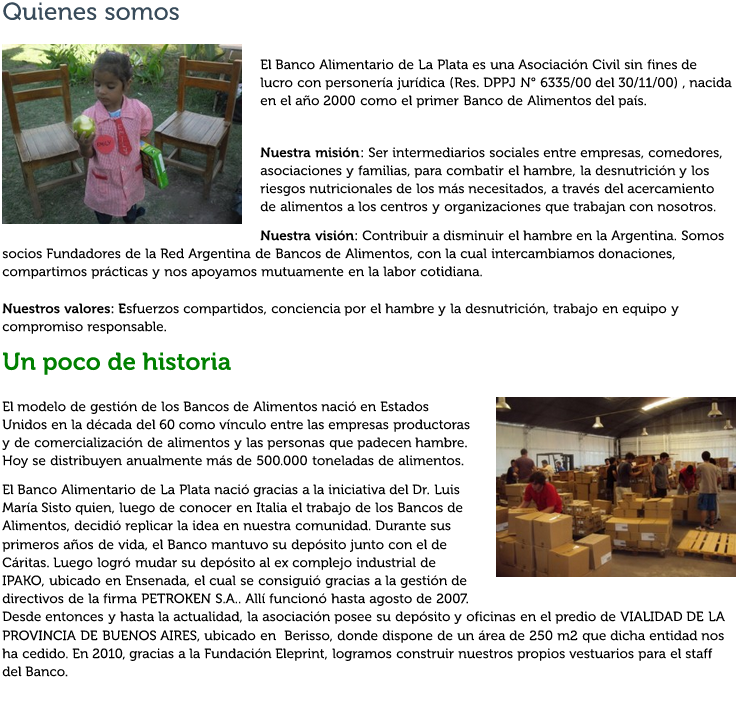 Quienes somos
El Banco Alimentario de La Plata es una Asociación Civil sin fines de
lucro con personería jurídica (Res. DPPJ N° 6335/00 del 30/11/00) , nacida
en el año 2000 como el primer Banco de Alimentos del país.
Nuestra misión: Ser intermediarios sociales entre empresas, comedores,
asociaciones y familias, para combatir el hambre, la desnutrición y los
riesgos nutricionales de los más necesitados, a través del acercamiento
de alimentos a los centros y organizaciones que trabajan con nosotros.
Nuestra visión: Contribuir a disminuir el hambre en la Argentina. Somos
socios Fundadores de la Red Argentina de Bancos de Alimentos, con la cual intercambiamos donaciones,
compartimos prácticas y nos apoyamos mutuamente en la labor cotidiana.
Nuestros valores: Esfuerzos compartidos, conciencia por el hambre y la desnutrición, trabajo en equipo y
compromiso responsable.
Un poco de historia
El modelo de gestión de los Bancos de Alimentos nació en Estados
Unidos en la década del 60 como vínculo entre las empresas productoras
y de comercialización de alimentos y las personas que padecen hambre.
Hoy se distribuyen anualmente más de 500.000 toneladas de alimentos.
El Banco Alimentario de La Plata nació gracias a la iniciativa del Dr. Luis
María Sisto quien, luego de conocer en Italia el trabajo de los Bancos de
Alimentos, decidió replicar la idea en nuestra comunidad. Durante sus
primeros años de vida, el Banco mantuvo su depósito junto con el de
Cáritas. Luego logró mudar su depósito al ex complejo industrial de
IPAKO, ubicado en Ensenada, el cual se consiguió gracias a la gestión de
directivos de la firma PETROKEN S.A.. Allí funcionó hasta agosto de 2007.
Desde entonces y hasta la actualidad, la asociación posee su depósito y oficinas en el predio de VIALIDAD DE LA
PROVINCIA DE BUENOS AIRES, ubicado en  Berisso, donde dispone de un área de 250 m2 que dicha entidad nos
ha cedido. En 2010, gracias a la Fundación Eleprint, logramos construir nuestros propios vestuarios para el staff
del Banco.